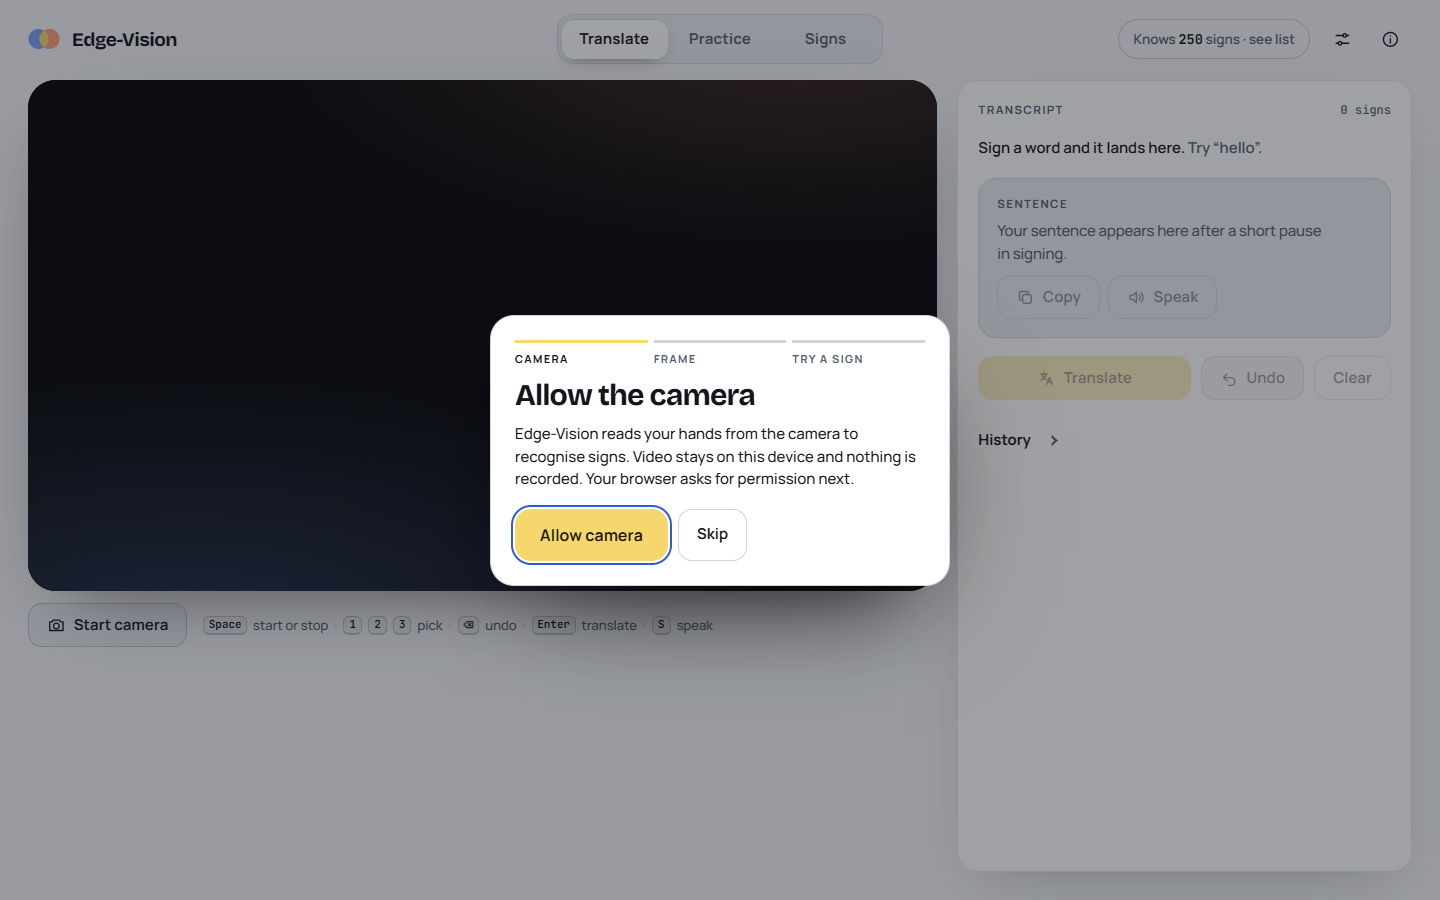 Edge-Vision
Translate
Practice
Signs
Knows 250 signs · see list
TRANSCRIPT
0 signs
Sign a word and it lands here. Try “hello”.
SENTENCE
Your sentence appears here after a short pause
in signing.
Copy
Speak
Translate
Undo
Clear
History
CAMERA
FRAME
TRY A SIGN
Allow the camera
Edge-Vision reads your hands from the camera to
recognise signs. Video stays on this device and nothing is
recorded. Your browser asks for permission next.
Allow camera
Skip
Start camera
Space start or stop · 1 2 3 pick · ⌫ undo · Enter translate · S speak